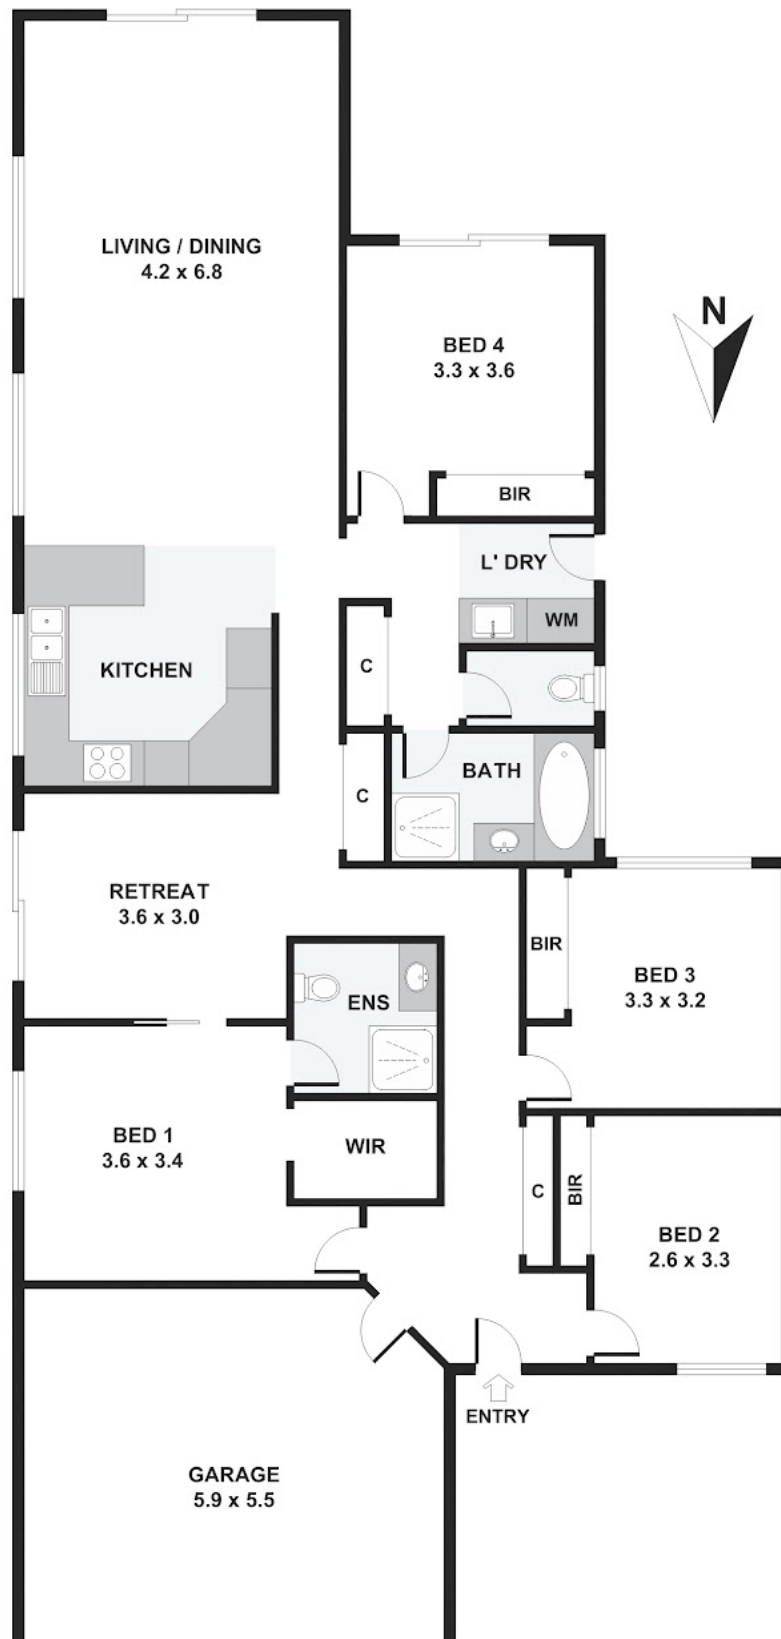 LIVING / DINING
4.2 x 6.8
BED 4
3.3 x 3.6
N
BIR
L' DRY
WM
C
KITCHEN
BATH
C
RETREAT
3.6 x 3.0
BIR
BED 3
3.3 x 3.2
ENS
BED 1
3.6 x 3.4
WIR
C
BIR
BED 2
2.6 x 3.3
ENTRY
GARAGE
5.9 x 5.5